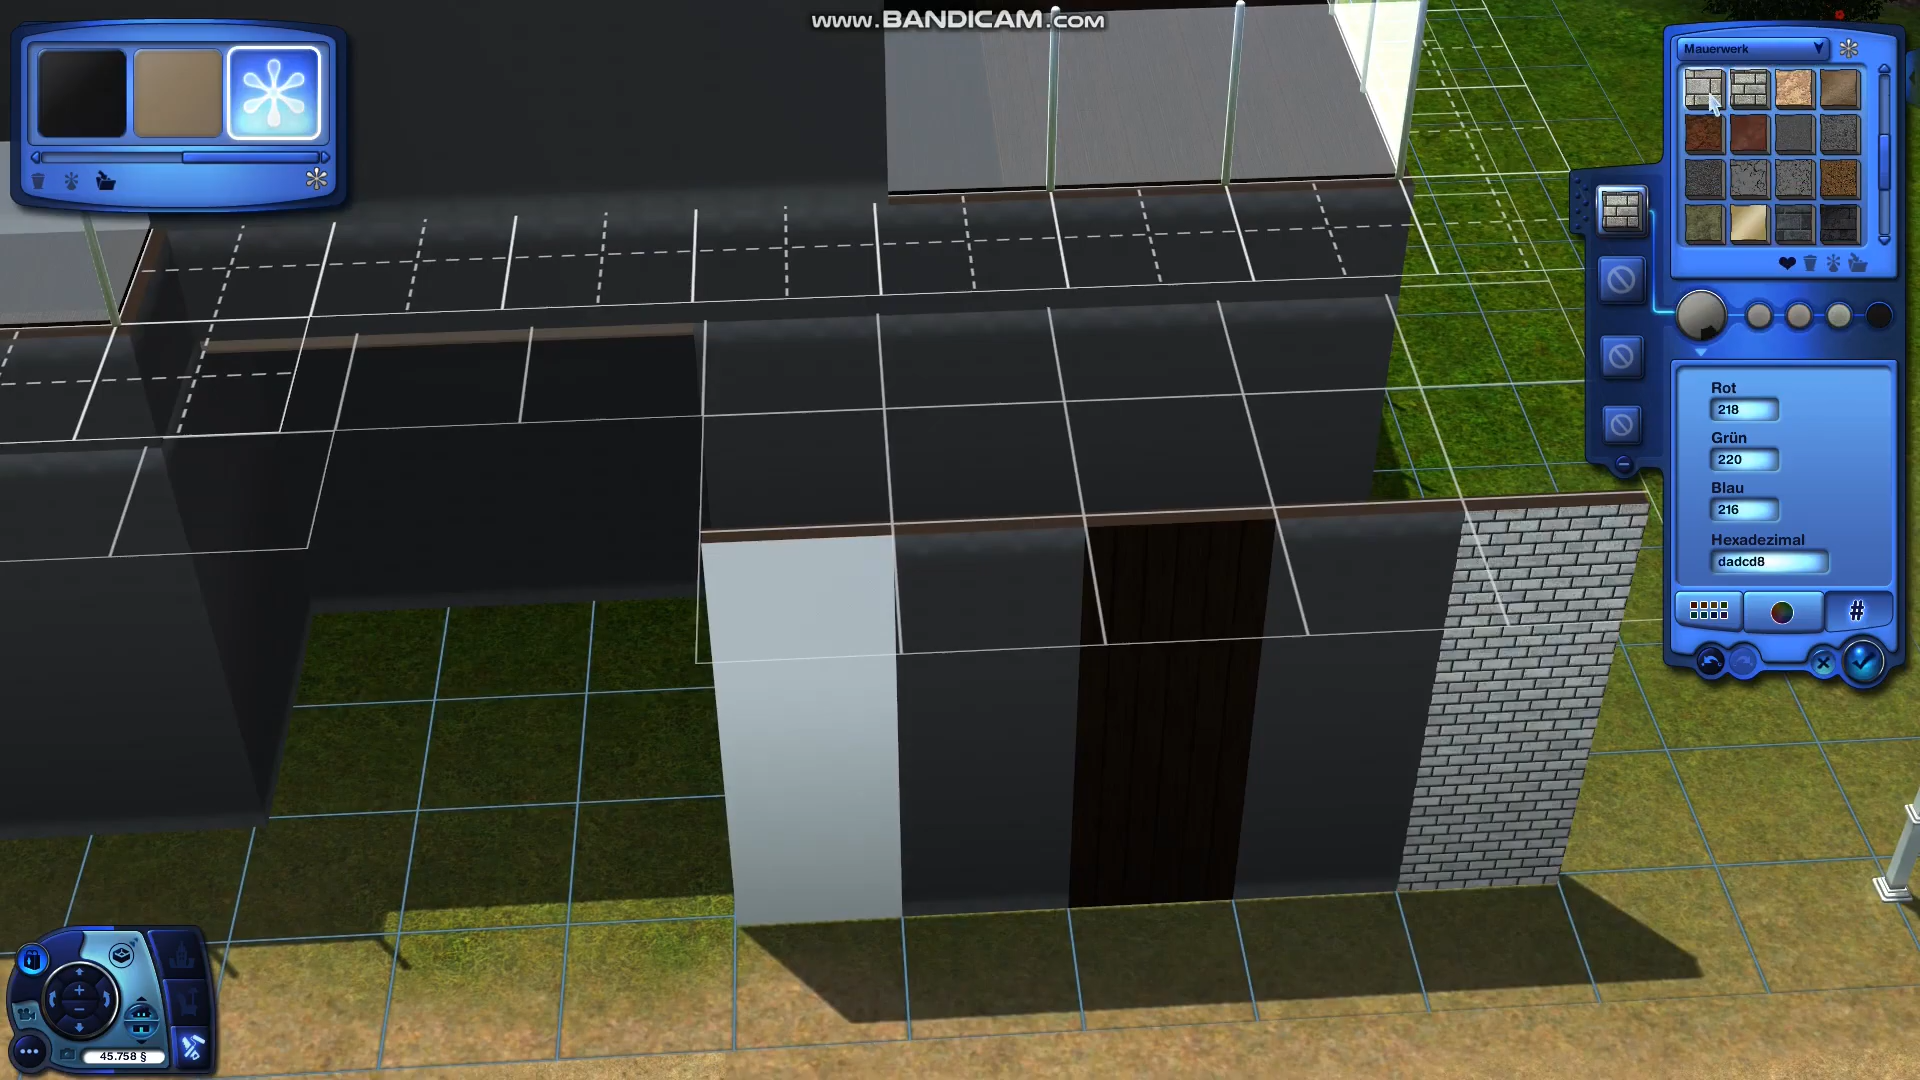 www.BANDICAM.com
Mauerwerk
Rot
218
Grün
220
Blau
216
Hexadezimal
dadcd8
#
45.758 §